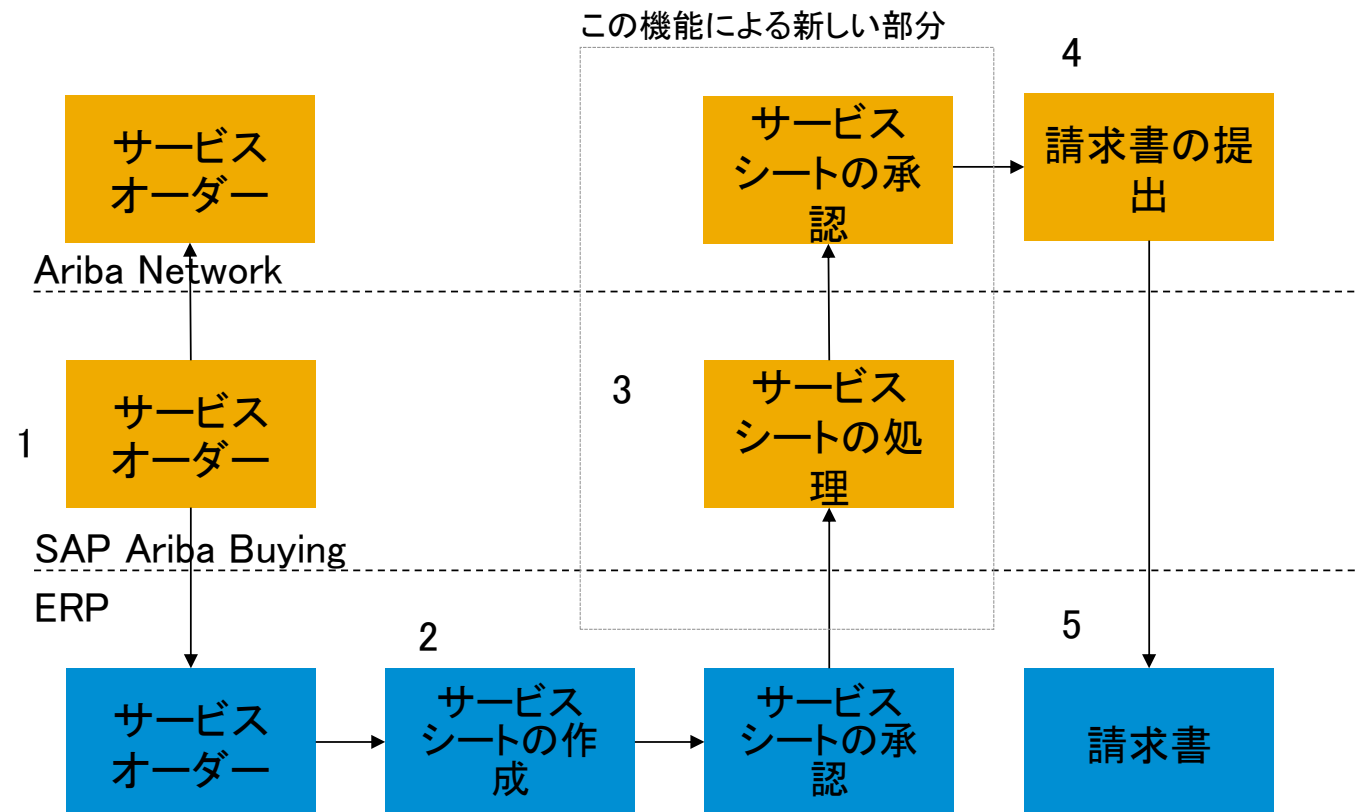 この機能による新しい部分
4
サービス
オーダー
サービス
シートの承
認
請求書の提
出
Ariba Network
1
サービス
オーダー
3
サービス
シートの処
理
SAP Ariba Buying
ERP
2
5
サービス
オーダー
サービス
シートの作
成
サービス
シートの承
認
請求書